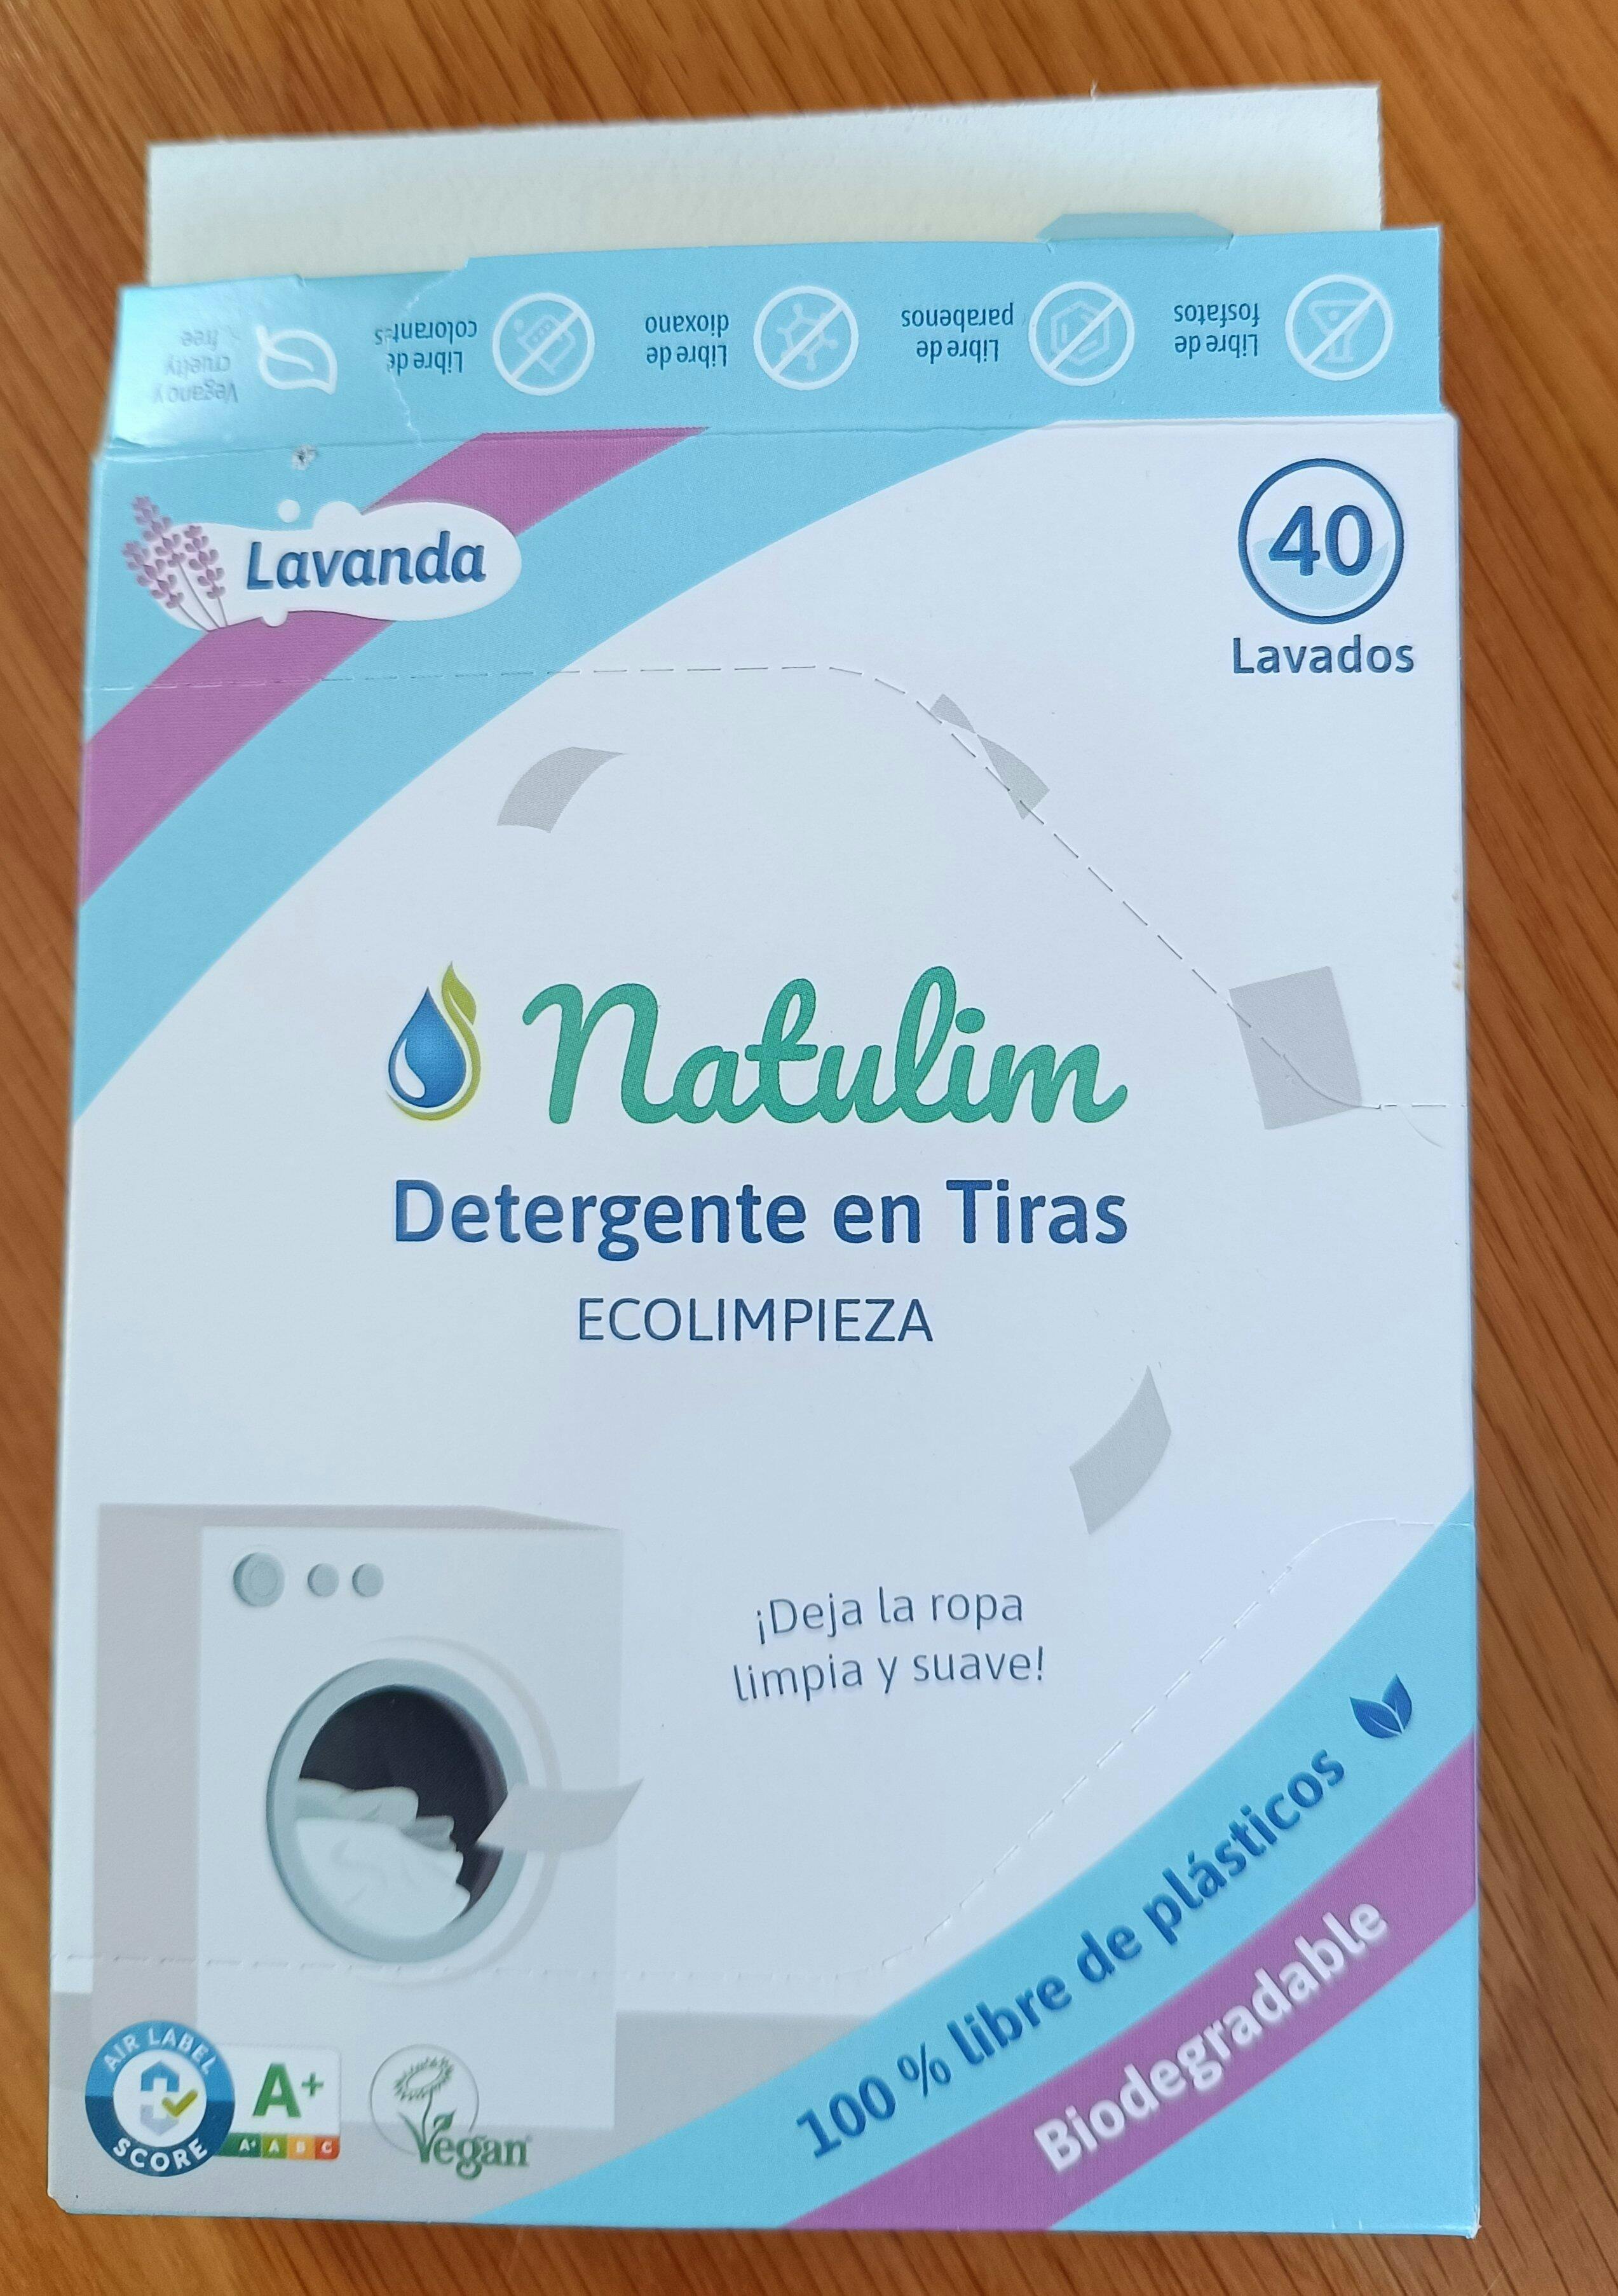 Libre de
fosfatos
Libre de
parabenos
Libre de
dioxano
Libre de
colorantes
Vegano y
cruelty
free
Lavanda
40
Lavados
Natulim
Detergente en Tiras
ECOLIMPIEZA
¡Deja la ropa
limpia y suave!
100 % libre de plásticos
Biodegradable
AIR LABEL
SCORE
A+
A+ A B C
Vegan